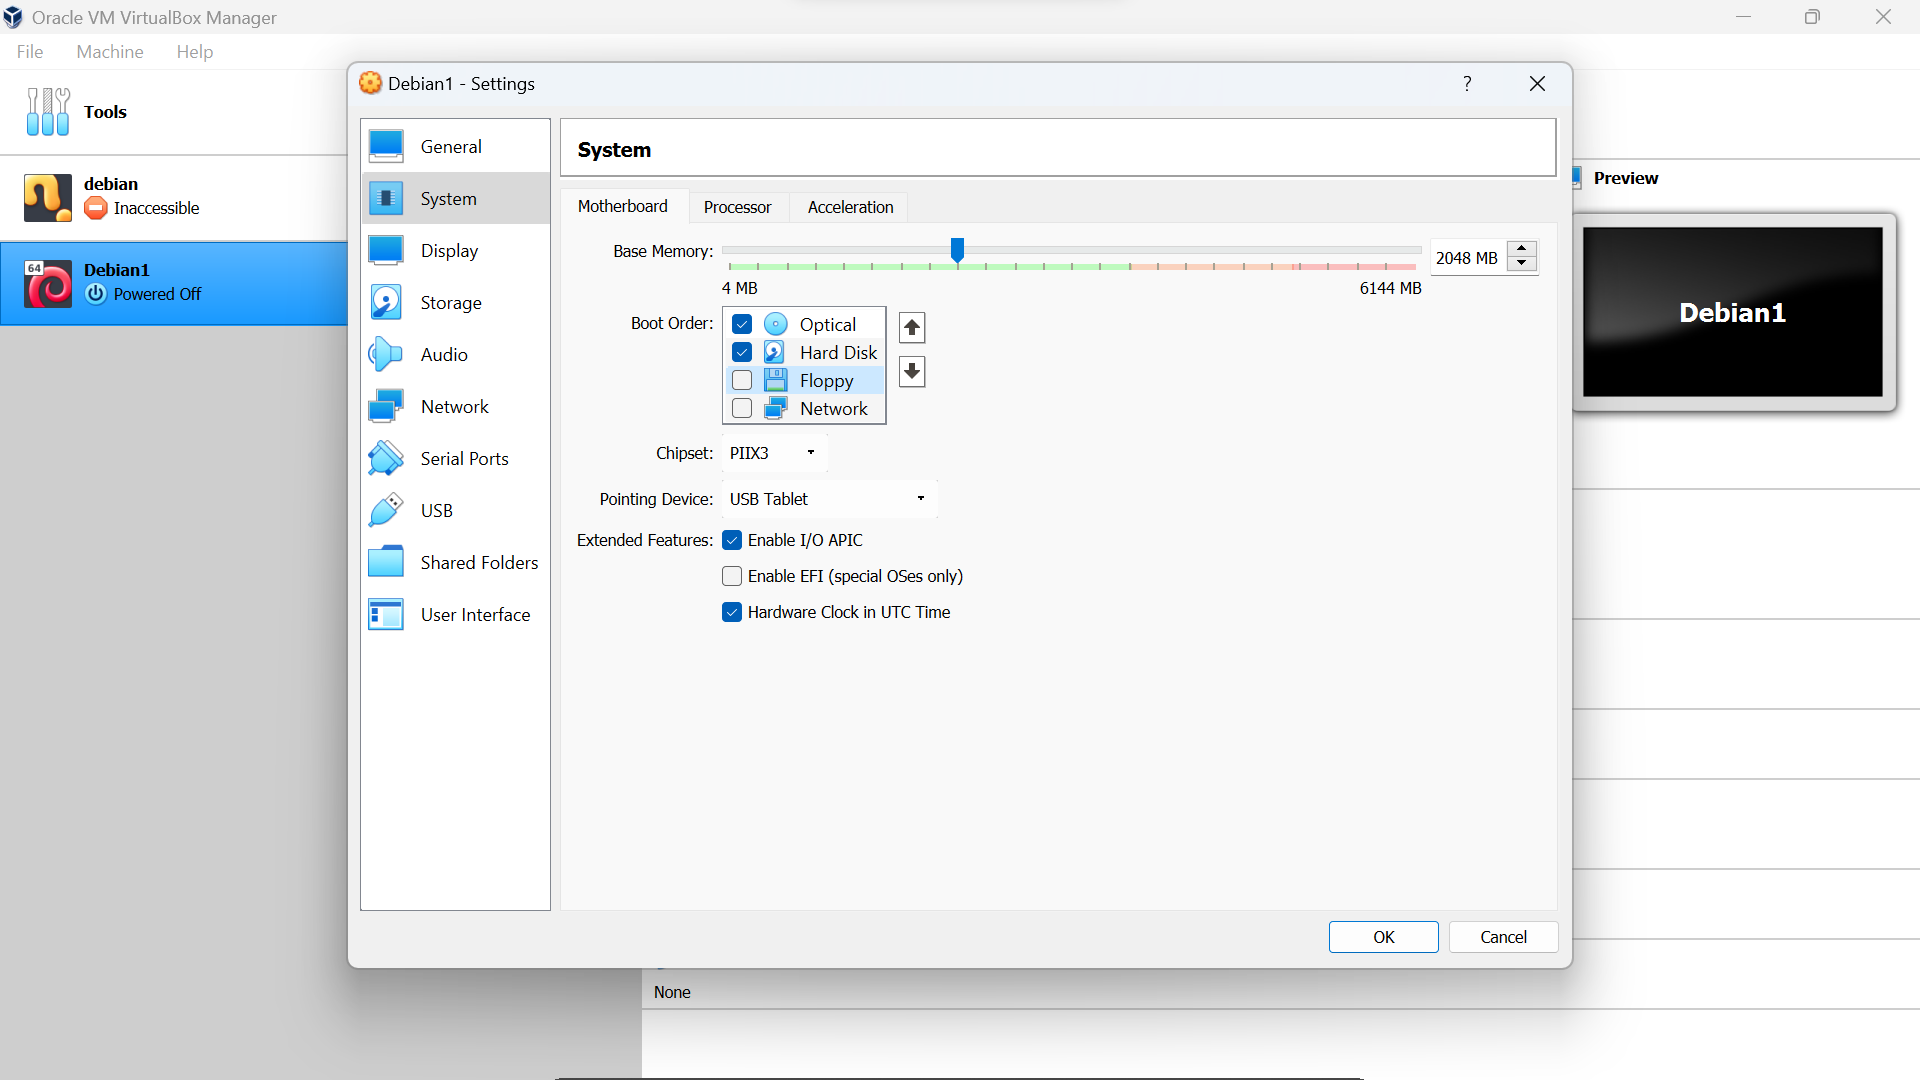 Oracle VM VirtualBox Manager
File Machine Help
Tools
debian
Inaccessible
64
Debian1
Powered Off
Debian1 - Settings
?
General
System
Display
Storage
Audio
Network
Serial Ports
USB
Shared Folders
User Interface
System
Motherboard Processor Acceleration
Base Memory: 2048 MB
4 MB 6144 MB
Boot Order: Optical
Hard Disk
Floppy
Network
Chipset: PIIX3
Pointing Device: USB Tablet
Extended Features: Enable I/O APIC
Enable EFI (special OSes only)
Hardware Clock in UTC Time
OK Cancel
Preview
Debian1
None